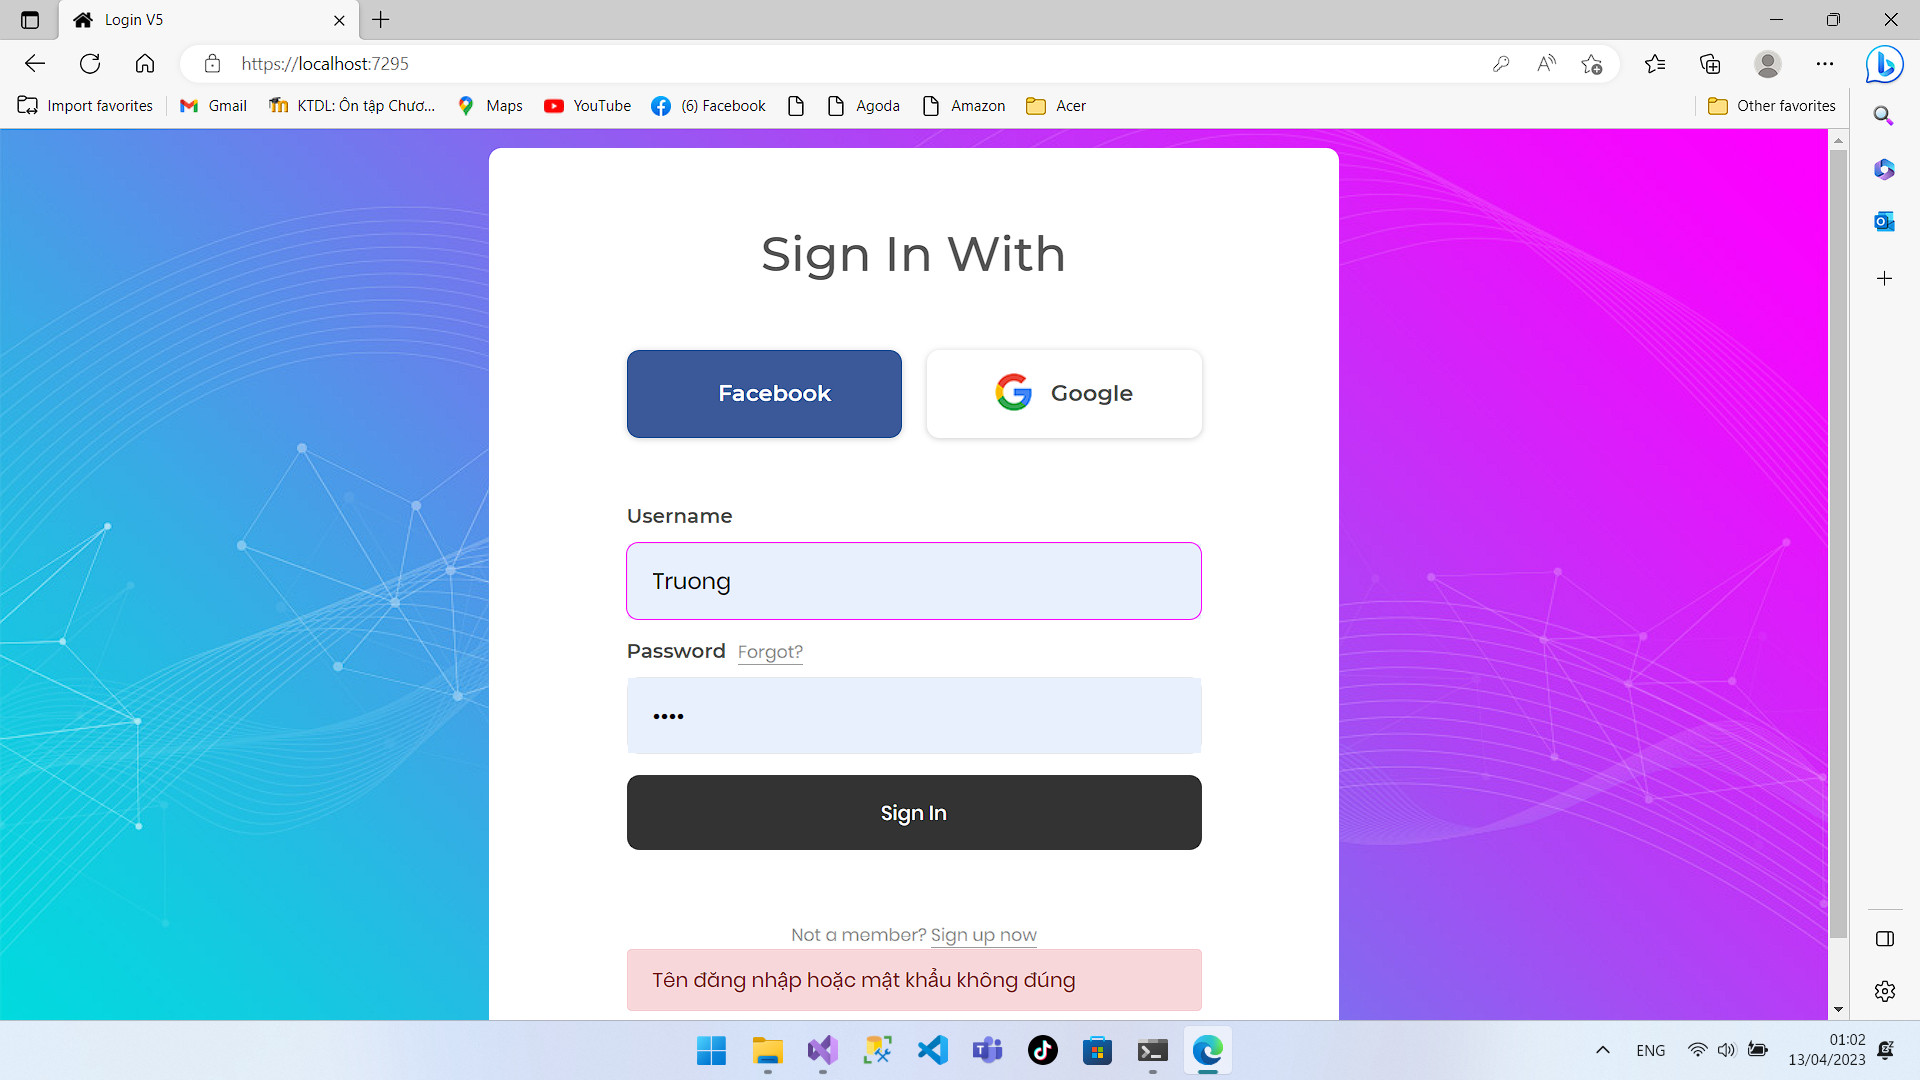 Login V5
https://localhost:7295
Import favorites
Gmail
KTDL: Ôn tập Chươ...
Maps
YouTube
(6) Facebook
Agoda
Amazon
Acer
Other favorites
Sign In With
Facebook
Google
Username
Truong
Password Forgot?
••••
Sign In
Not a member? Sign up now
Tên đăng nhập hoặc mật khẩu không đúng
ENG
01:02
13/04/2023